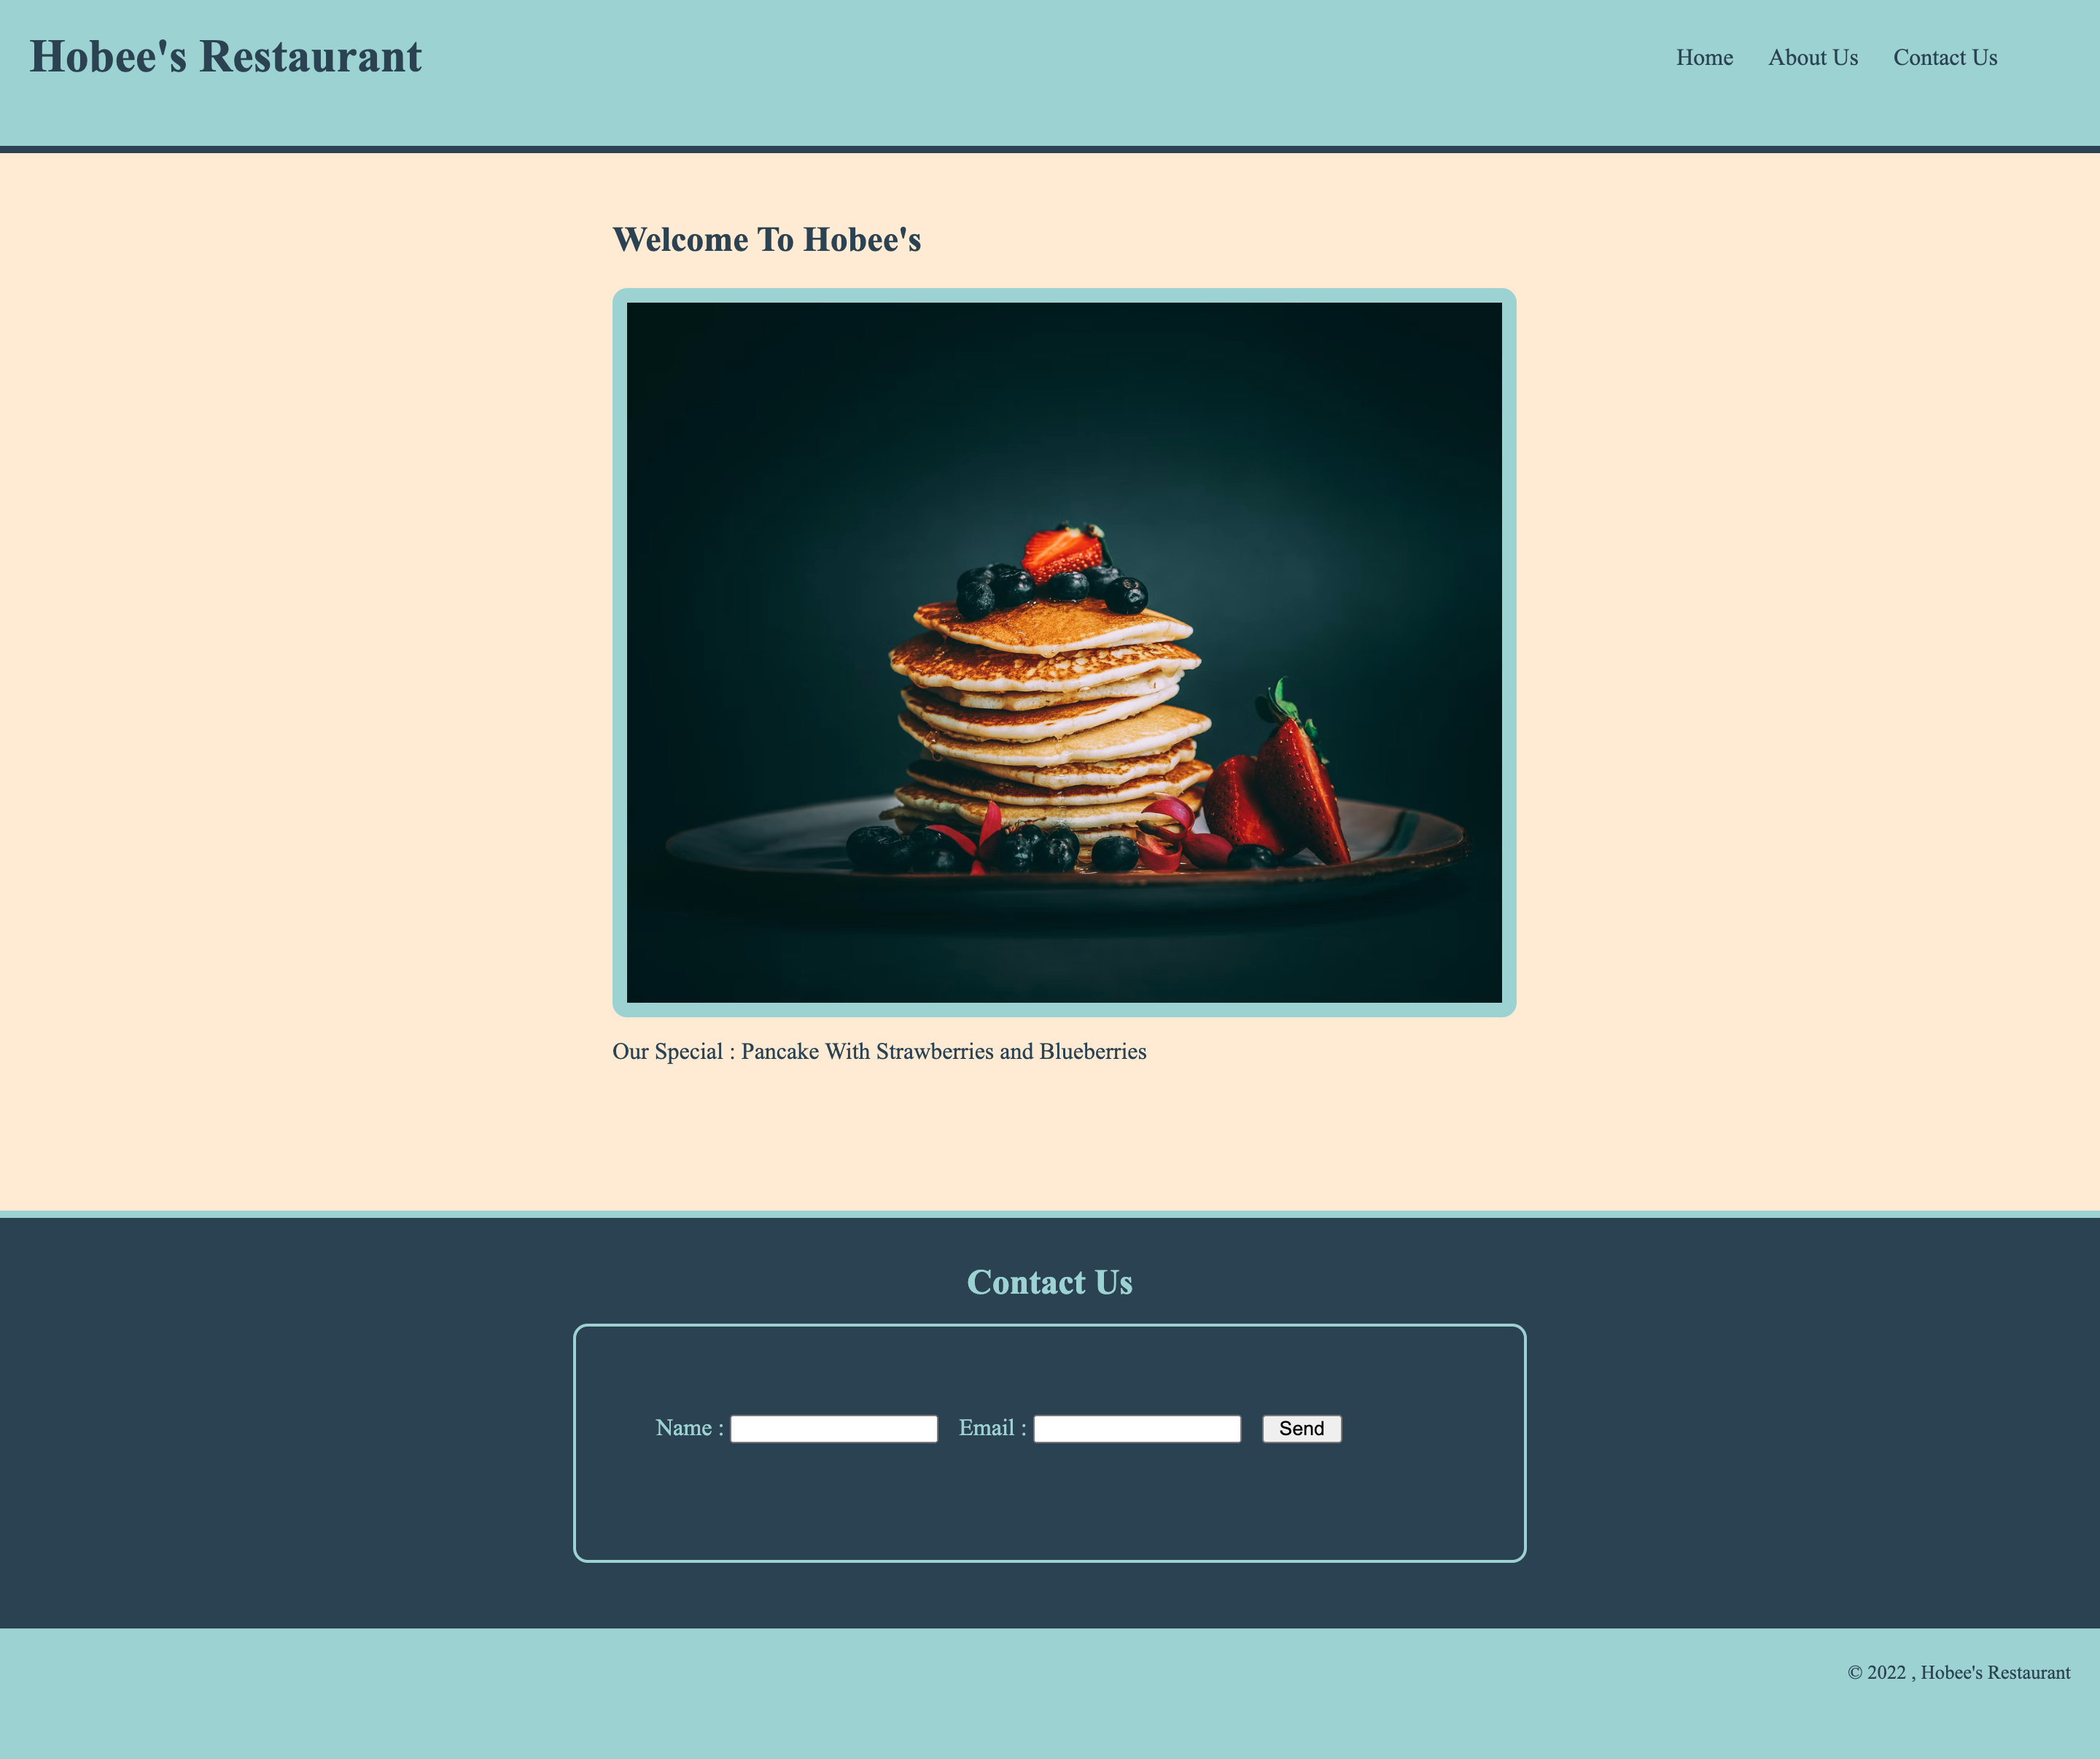 Hobee's Restaurant
Home About Us Contact Us
Welcome To Hobee's
Our Special : Pancake With Strawberries and Blueberries
Contact Us
Name : Email : Send
© 2022 , Hobee's Restaurant